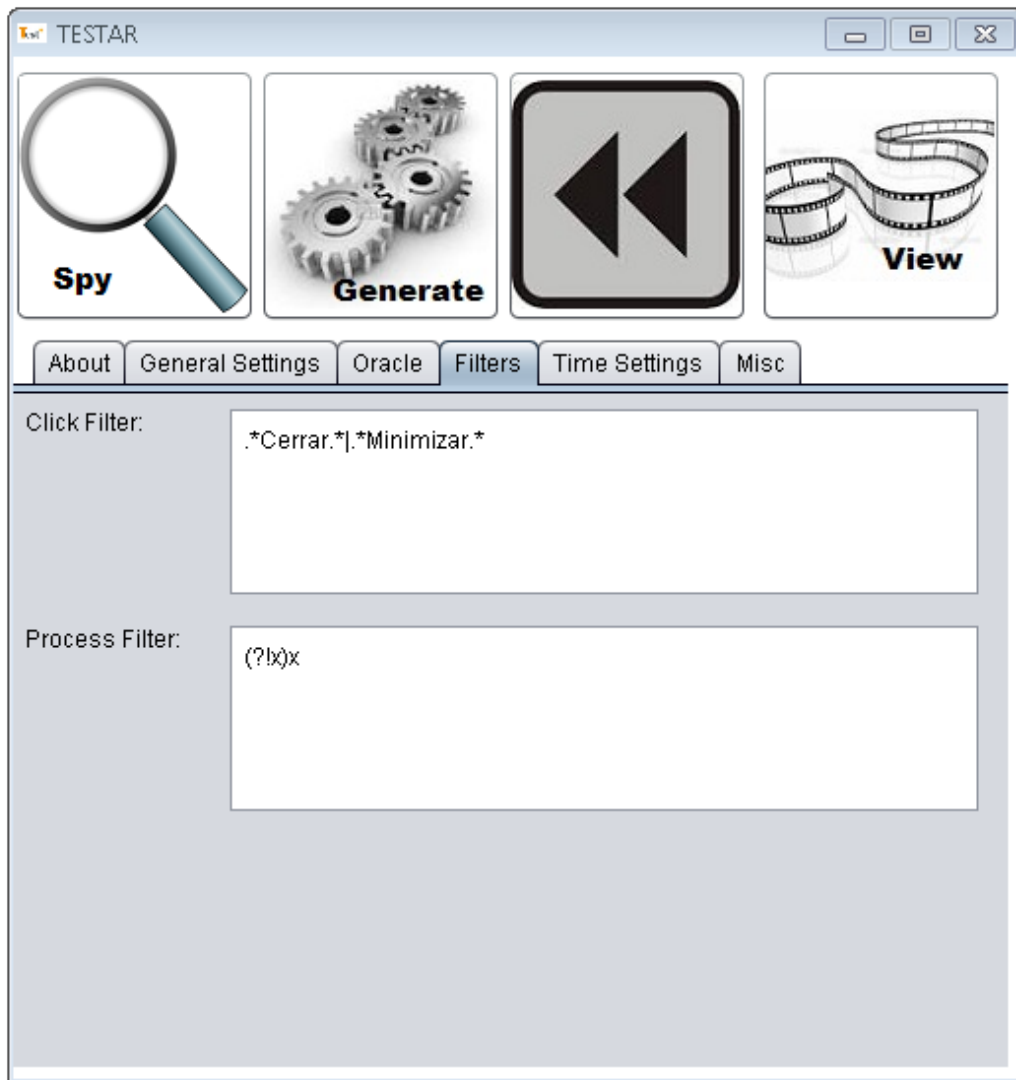 TESTAR
Spy
Generate
View
About General Settings Oracle Filters Time Settings Misc
Click Filter:
.*Cerrar.*|.*Minimizar.*
Process Filter:
(?!x)x